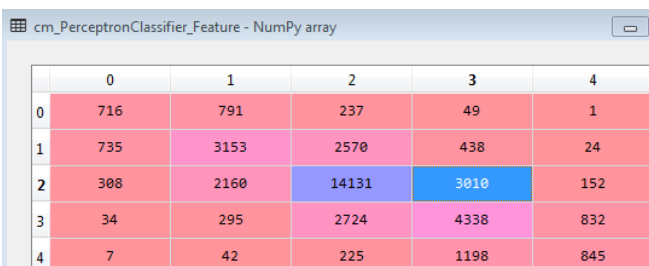 cm_PerceptronClassifier_Feature - NumPy array
0 1 2 3 4
0 716 791 237 49 1
1 735 3153 2570 438 24
2 308 2160 14131 3010 152
3 34 295 2724 4338 832
4 7 42 225 1198 845